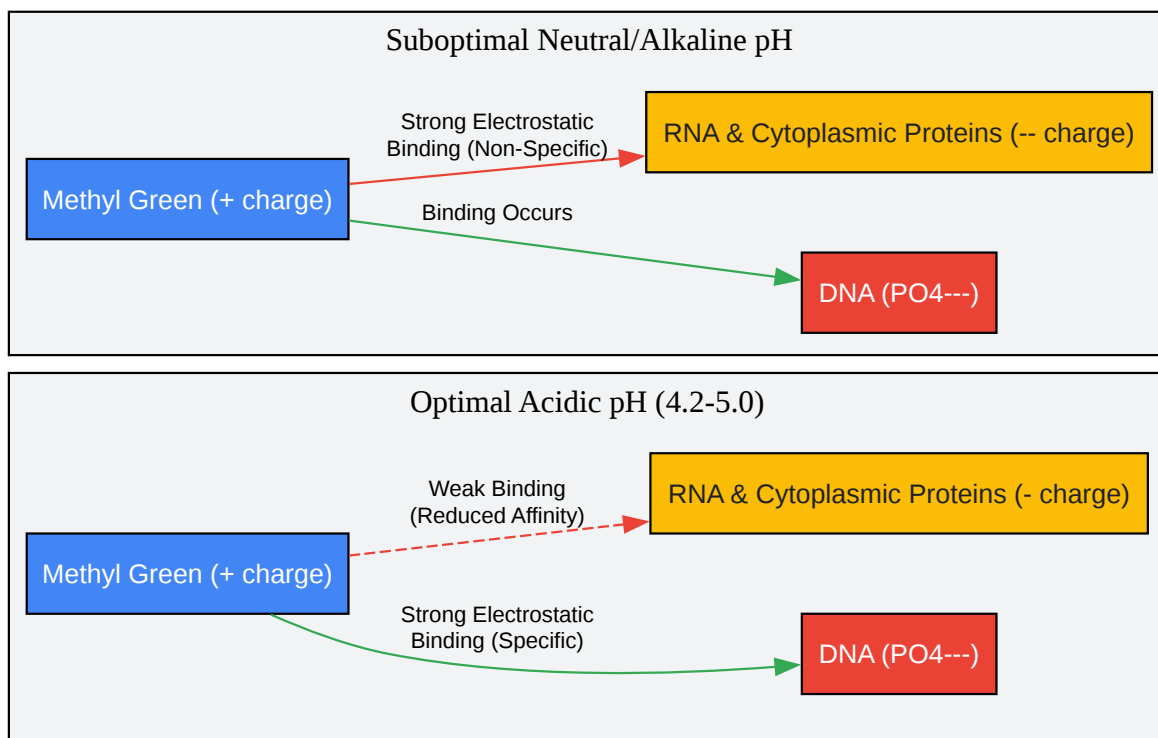 Suboptimal Neutral/Alkaline pH
Strong Electrostatic
Binding (Non-Specific)
RNA & Cytoplasmic Proteins (-- charge)
Methyl Green (+ charge)
Binding Occurs
DNA (PO4---)
Optimal Acidic pH (4.2-5.0)
Weak Binding
(Reduced Affinity)
RNA & Cytoplasmic Proteins (- charge)
Methyl Green (+ charge)
Strong Electrostatic
Binding (Specific)
DNA (PO4---)